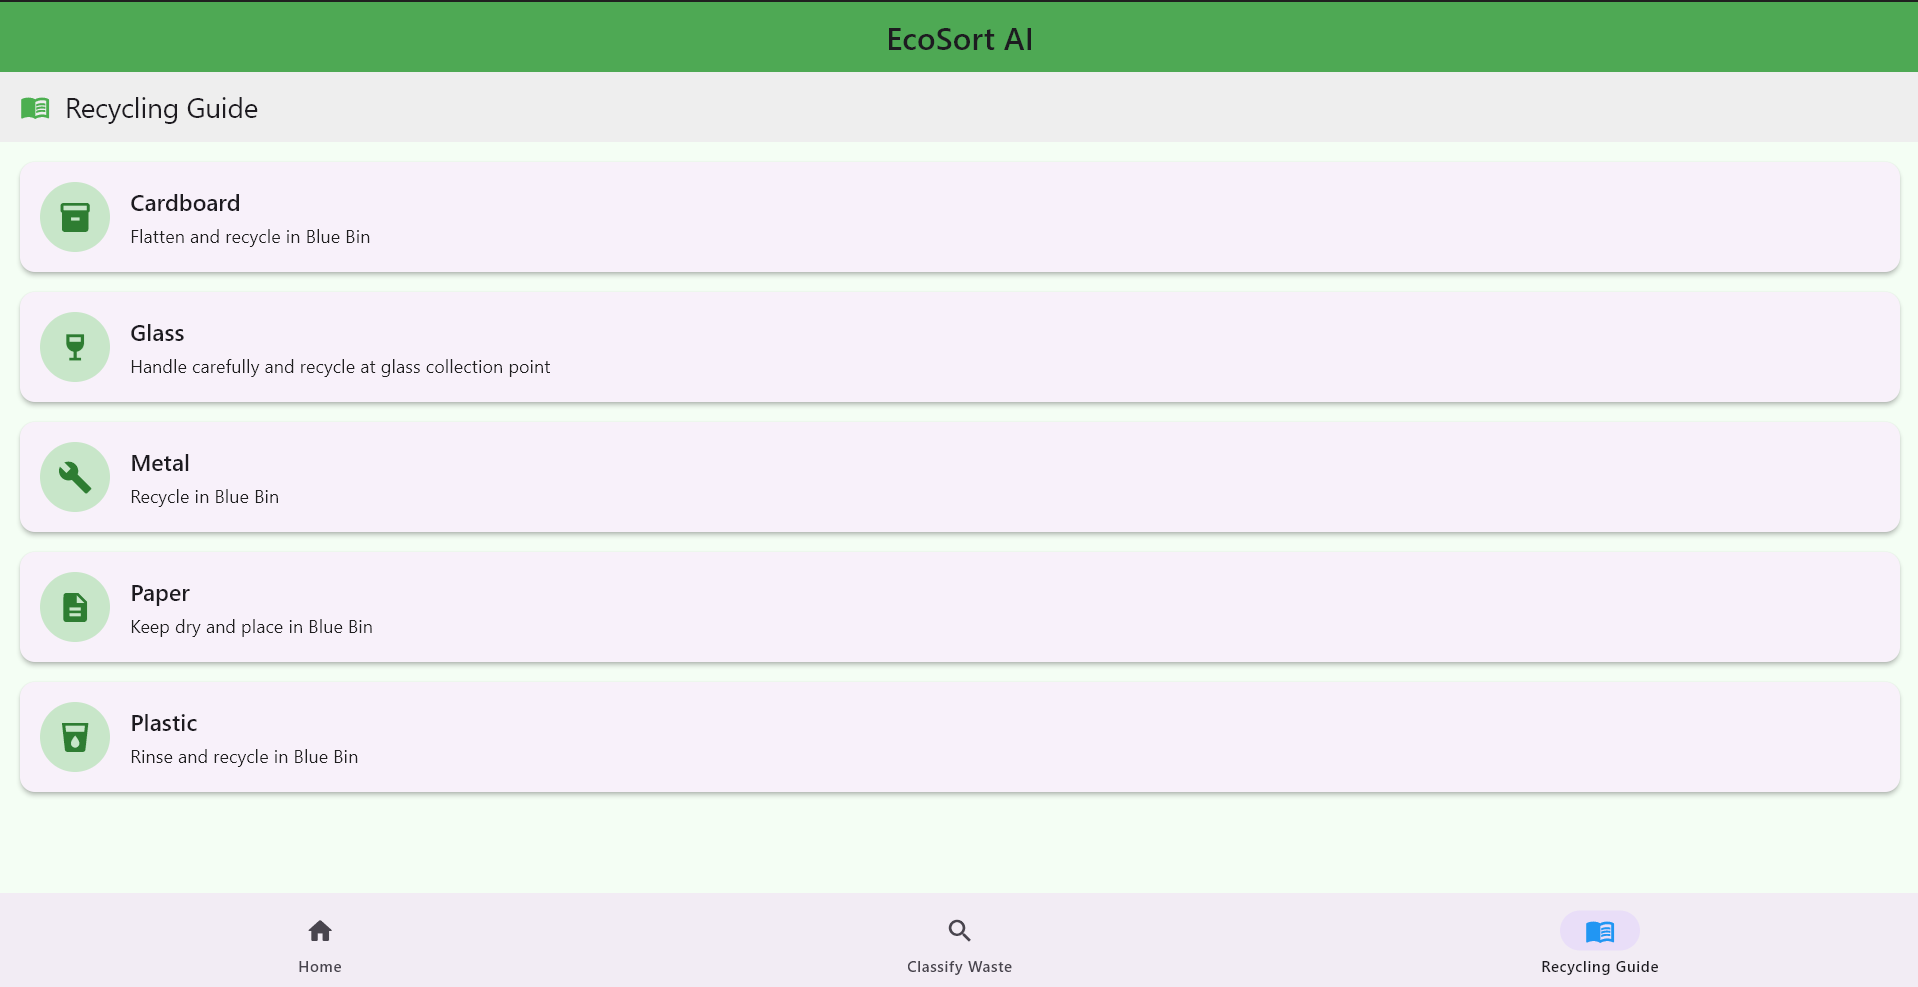 EcoSort AI
Recycling Guide
Cardboard
Flatten and recycle in Blue Bin
Glass
Handle carefully and recycle at glass collection point
Metal
Recycle in Blue Bin
Paper
Keep dry and place in Blue Bin
Plastic
Rinse and recycle in Blue Bin
Home
Classify Waste
Recycling Guide